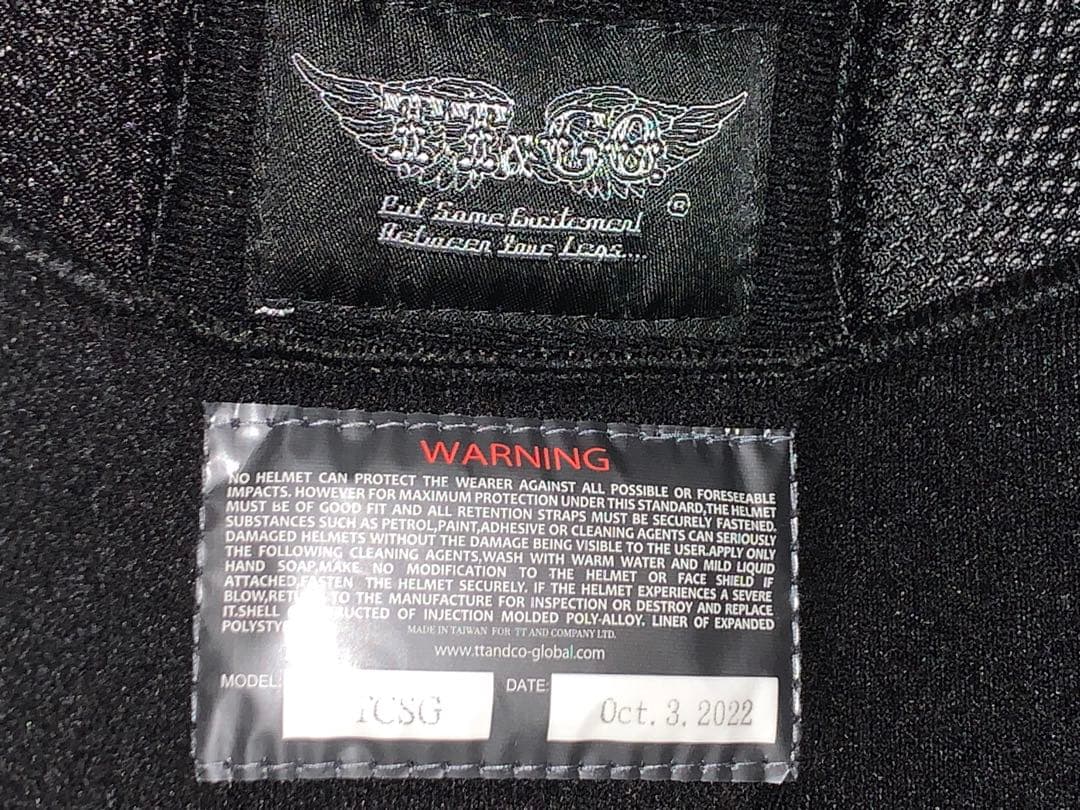 T.T & CO.
®
Put Some Excitement
Between Your Legs...
WARNING
NO HELMET CAN PROTECT THE WEARER AGAINST ALL POSSIBLE OR FORESEEABLE
IMPACTS. HOWEVER FOR MAXIMUM PROTECTION UNDER THIS STANDARD,THE HELMET
MUST BE OF GOOD FIT AND ALL RETENTION STRAPS MUST BE SECURELY FASTENED.
SUBSTANCES SUCH AS PETROL,PAINT,ADHESIVE OR CLEANING AGENTS CAN SERIOUSLY
DAMAGED HELMETS WITHOUT THE DAMAGE BEING VISIBLE TO THE USER.APPLY ONLY
THE FOLLOWING CLEANING AGENTS,WASH WITH WARM WATER AND MILD LIQUID
HAND SOAP,MAKE NO MODIFICATION TO THE HELMET OR FACE SHIELD IF
ATTACHED,FASTEN THE HELMET SECURELY. IF THE HELMET EXPERIENCES A SEVERE
BLOW, TO THE MANUFACTURE FOR INSPECTION OR DESTROY AND REPLACE
IT.SHELL OF INJECTION MOLDED POLY-ALLOY. LINER OF EXPANDED
MADE IN TAIWAN FOR TT AND COMPANY LTD.
www.ttandco-global.com
MODEL:
DATE: Oct. 3. 2022